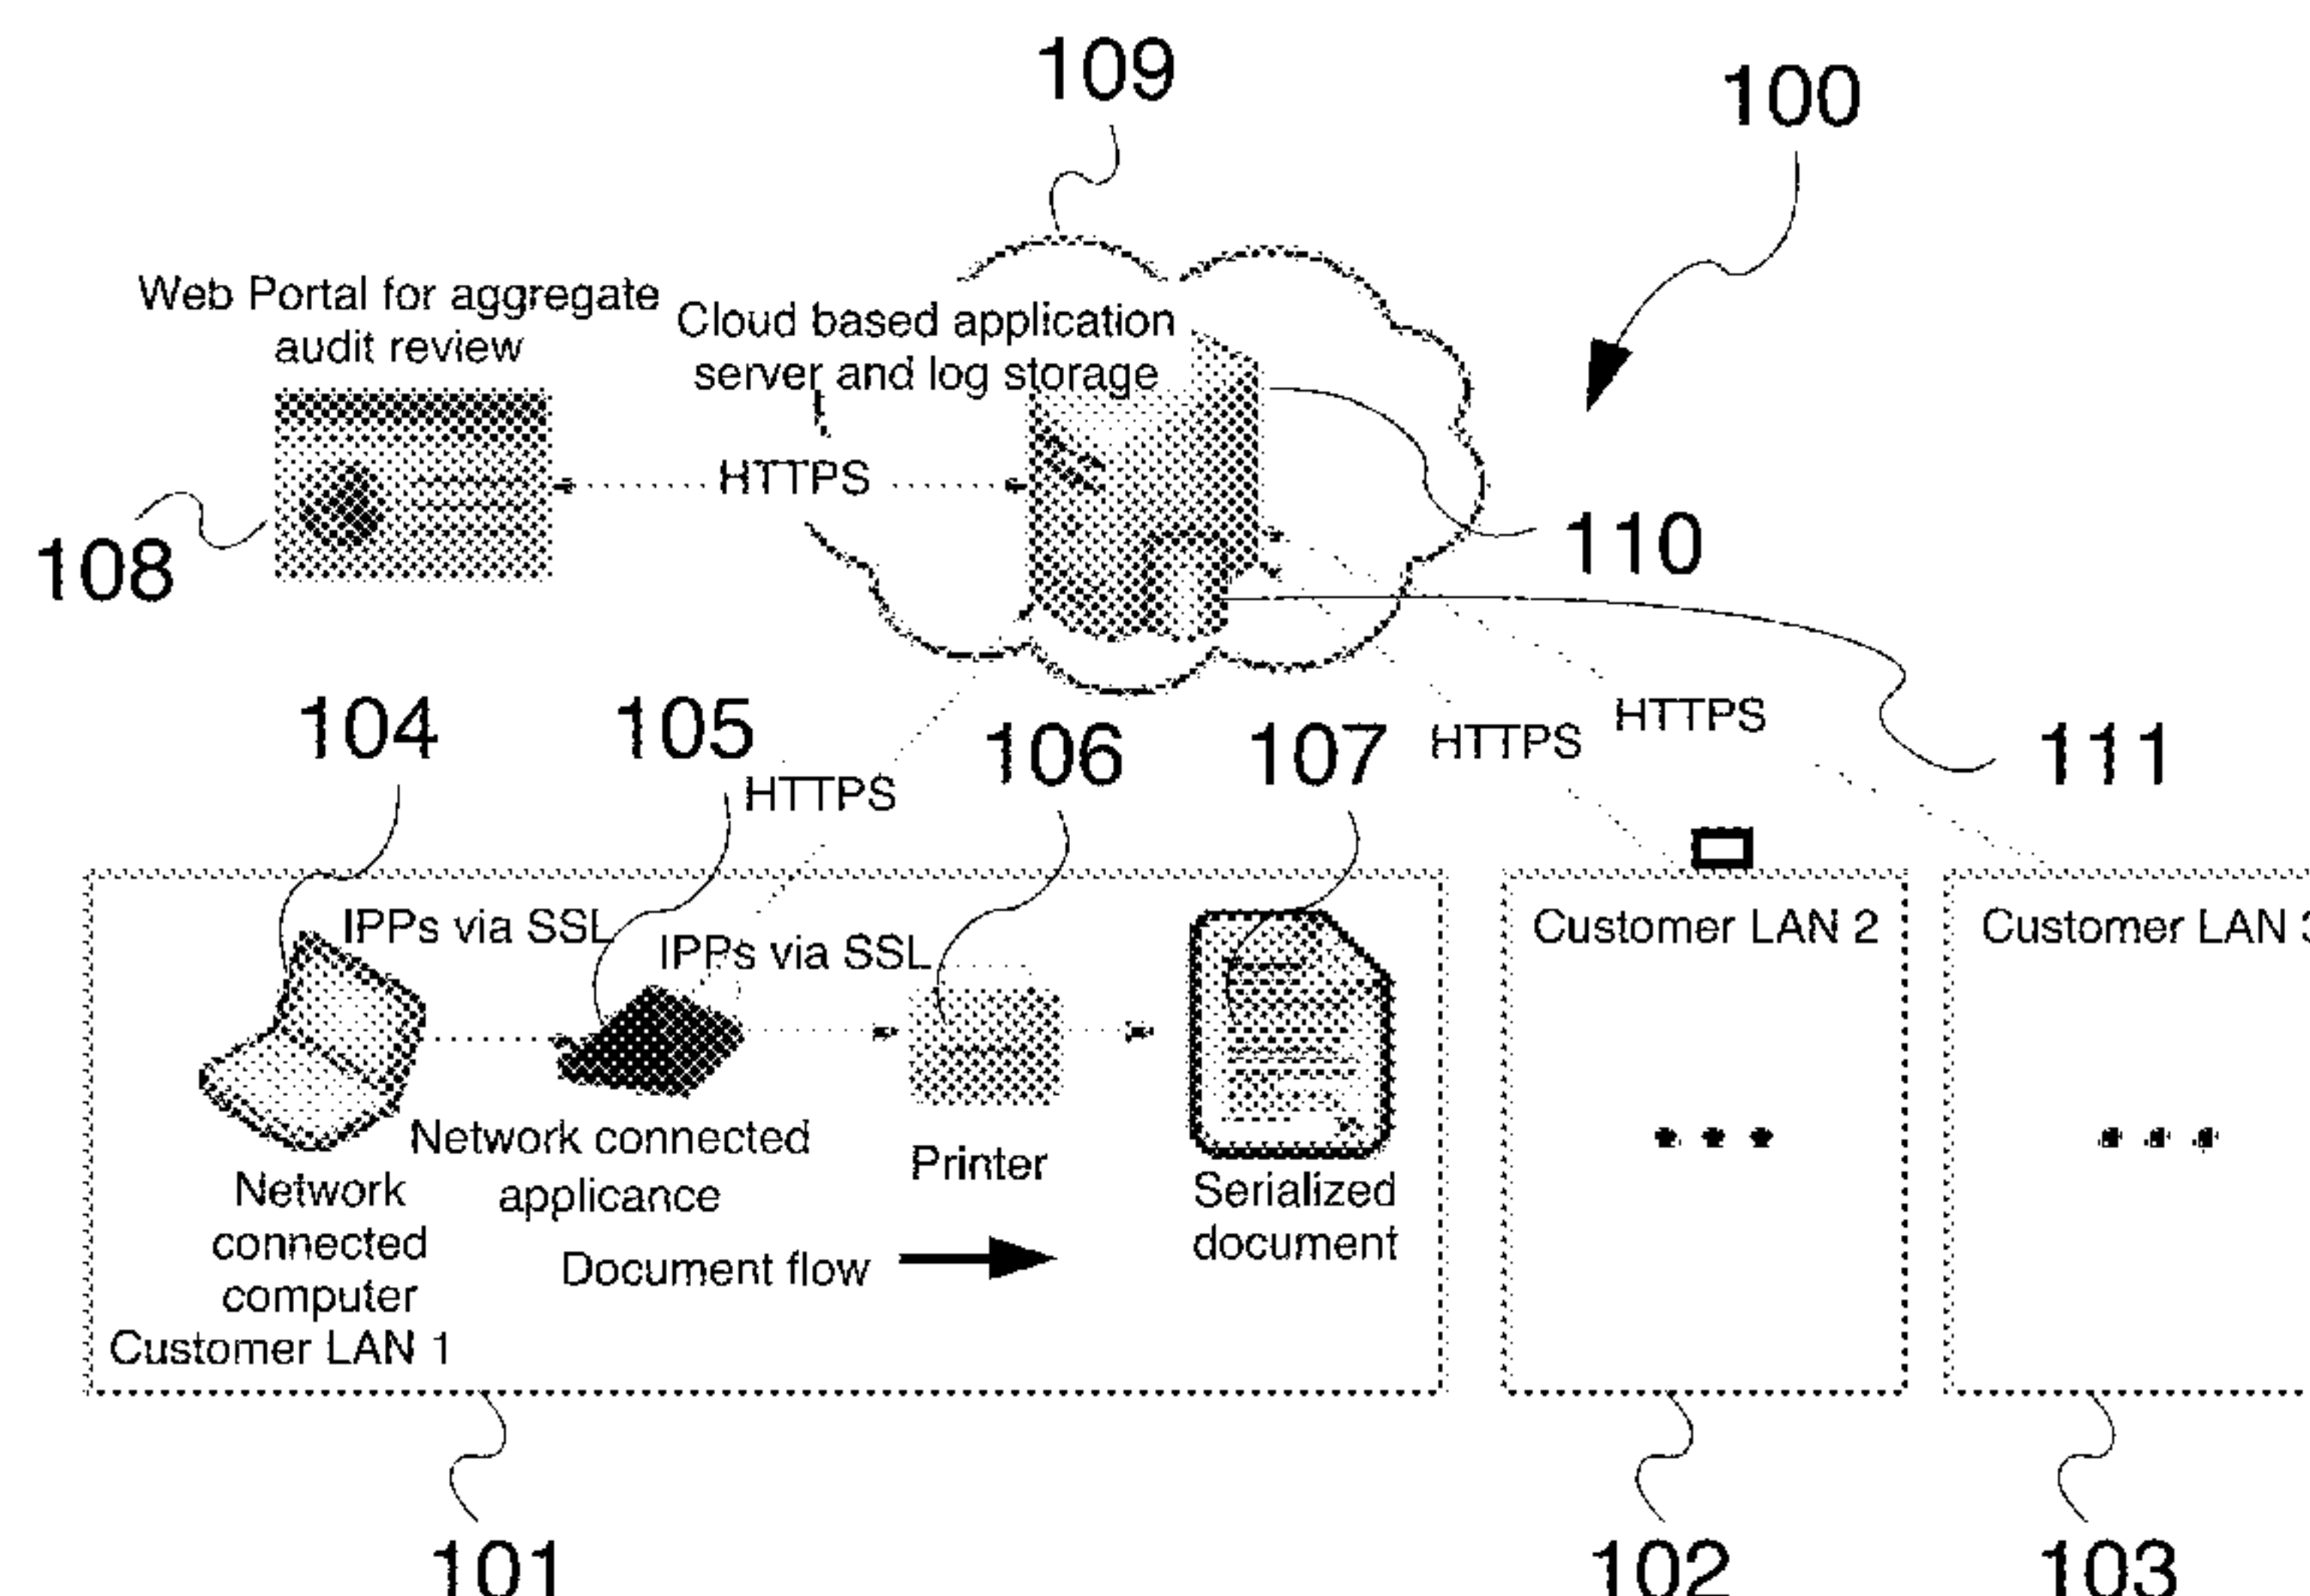 109
100
Web Portal for aggregate
audit review
Cloud based application
server and log storage
HTTPS
108
110
104
105
106
107
HTTPS
HTTPS
HTTPS
111
IPPs via SSL
IPPs via SSL
Customer LAN 2
Customer LAN 3
Network connected
applicance
Printer
Network
connected
computer
Serialized
document
Document flow
Customer LAN 1
101
102
103